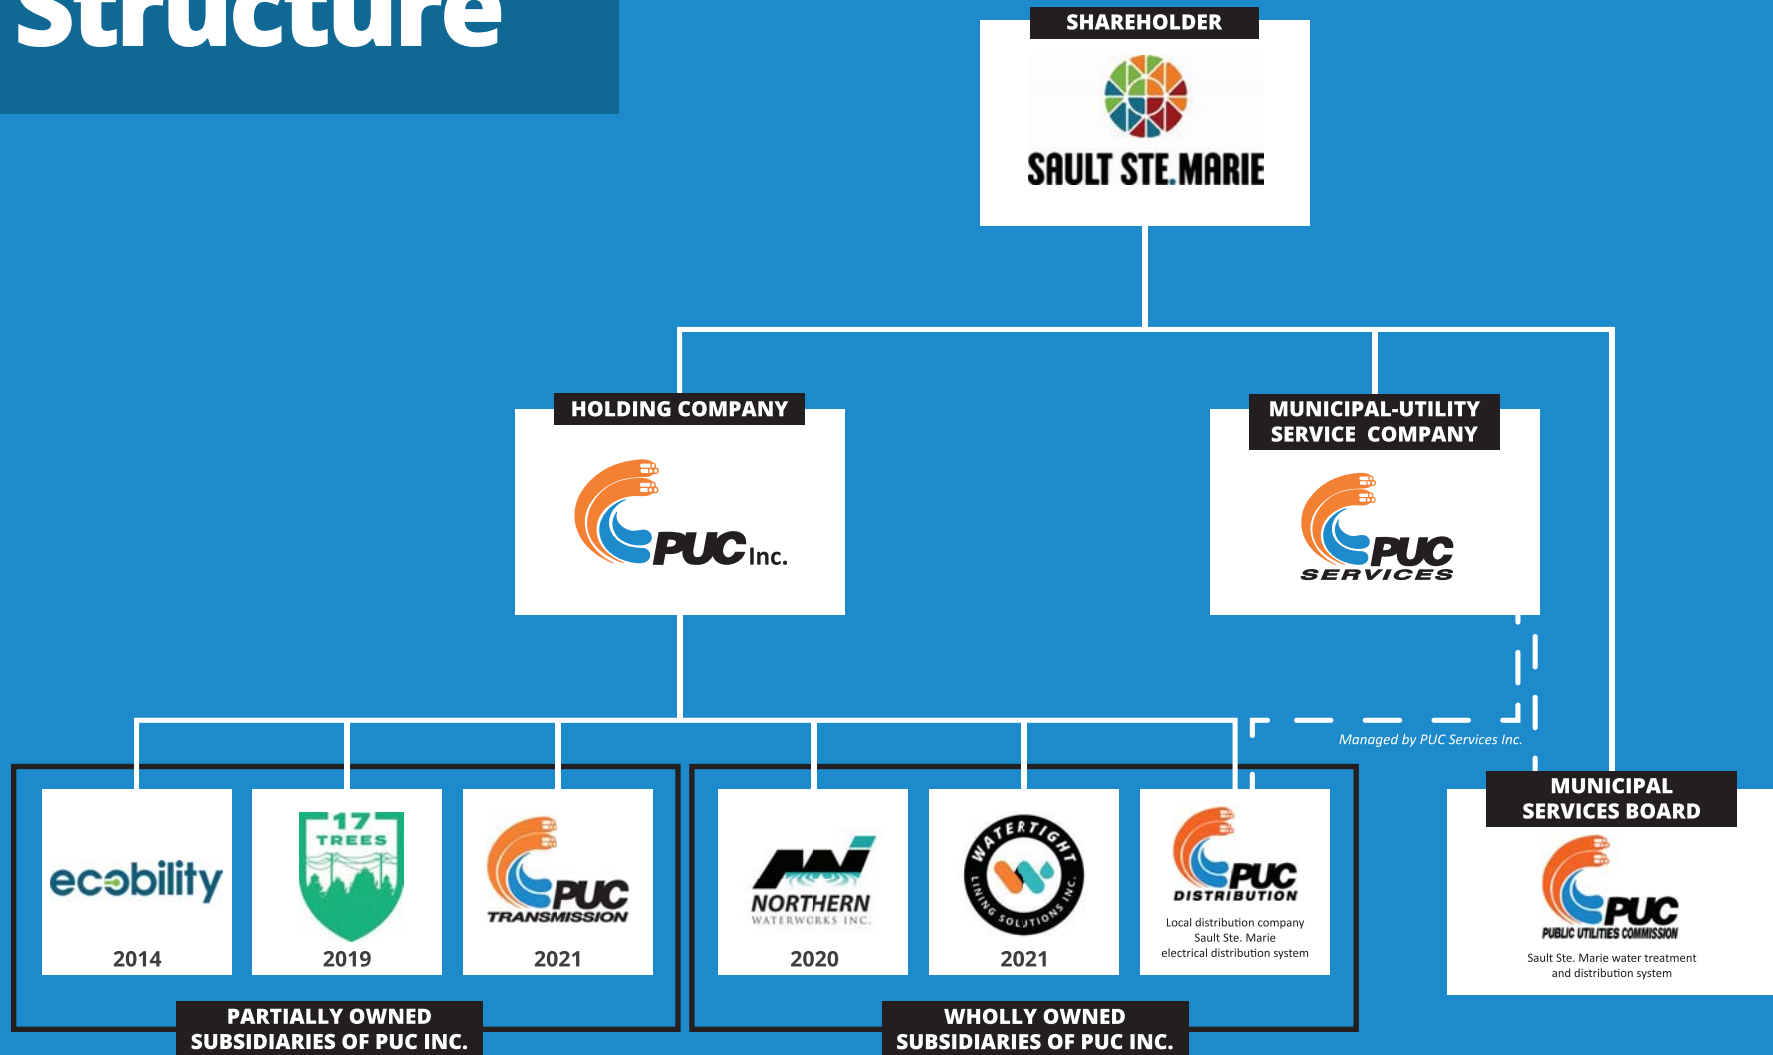 Structure
SHAREHOLDER
SAULT STE.MARIE
HOLDING COMPANY
PUC Inc.
MUNICIPAL-UTILITY
SERVICE COMPANY
PUC
SERVICES
Managed by PUC Services Inc.
ecobility
2014
17
TREES
2019
PUC
TRANSMISSION
2021
NORTHERN
WATERWORKS INC.
2020
WATERTIGHT
LINING SOLUTIONS INC.
2021
PUC
DISTRIBUTION
Local distribution company
Sault Ste. Marie
electrical distribution system
MUNICIPAL
SERVICES BOARD
PUC
PUBLIC UTILITIES COMMISSION
Sault Ste. Marie water treatment
and distribution system
PARTIALLY OWNED
SUBSIDIARIES OF PUC INC.
WHOLLY OWNED
SUBSIDIARIES OF PUC INC.